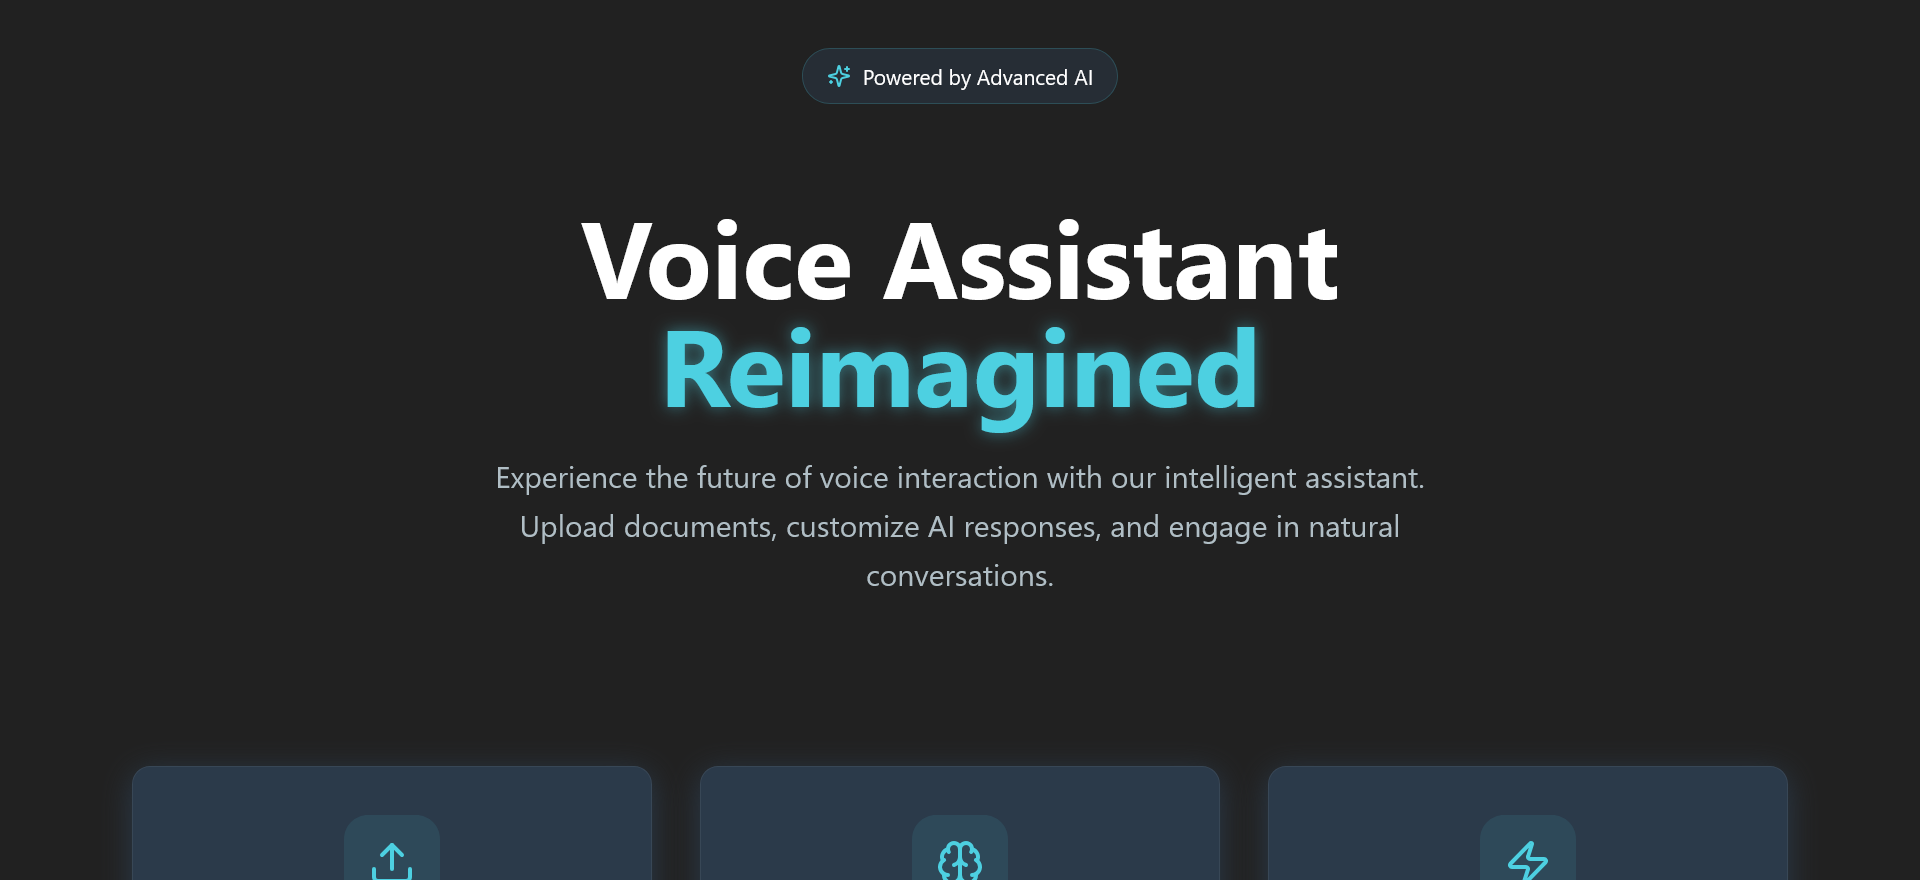 Powered by Advanced AI
Voice Assistant
Reimagined
Experience the future of voice interaction with our intelligent assistant.
Upload documents, customize AI responses, and engage in natural
conversations.